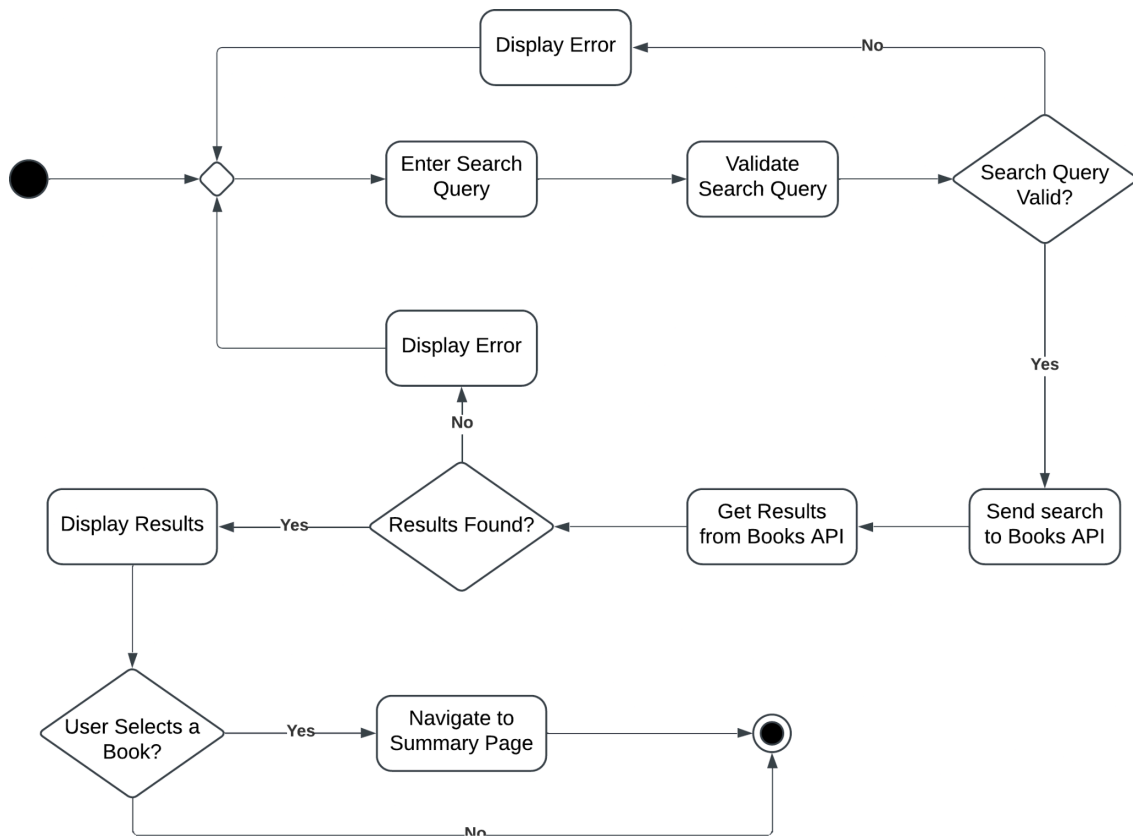 Display Error
No
Enter Search
Query
Validate
Search Query
Search Query
Valid?
Display Error
Yes
No
Display Results
Yes
Results Found?
Get Results
from Books API
Send search
to Books API
User Selects a
Book?
Yes
Navigate to
Summary Page
No